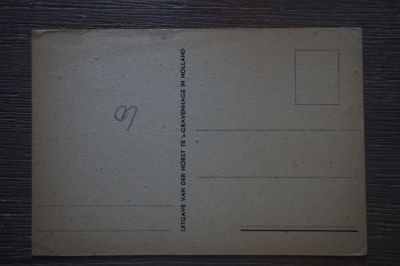 UITGAVE VAN DER HORST TE 's-GRAVENHAGE IN HOLLAND